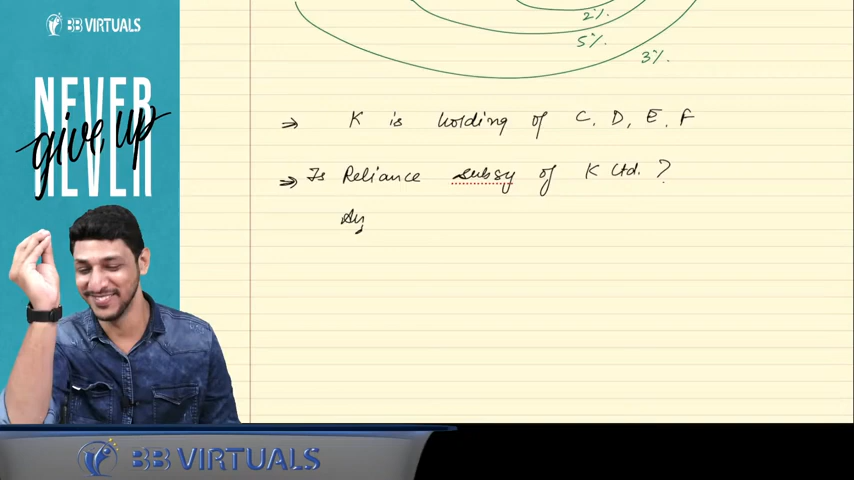 BB VIRTUALS
2%
5%
3%.
NEVER
give up
NEVER
⇒ K is holding of C, D, E, F
⇒ Is Reliance subsy of K Ltd. ?
BB VIRTUALS